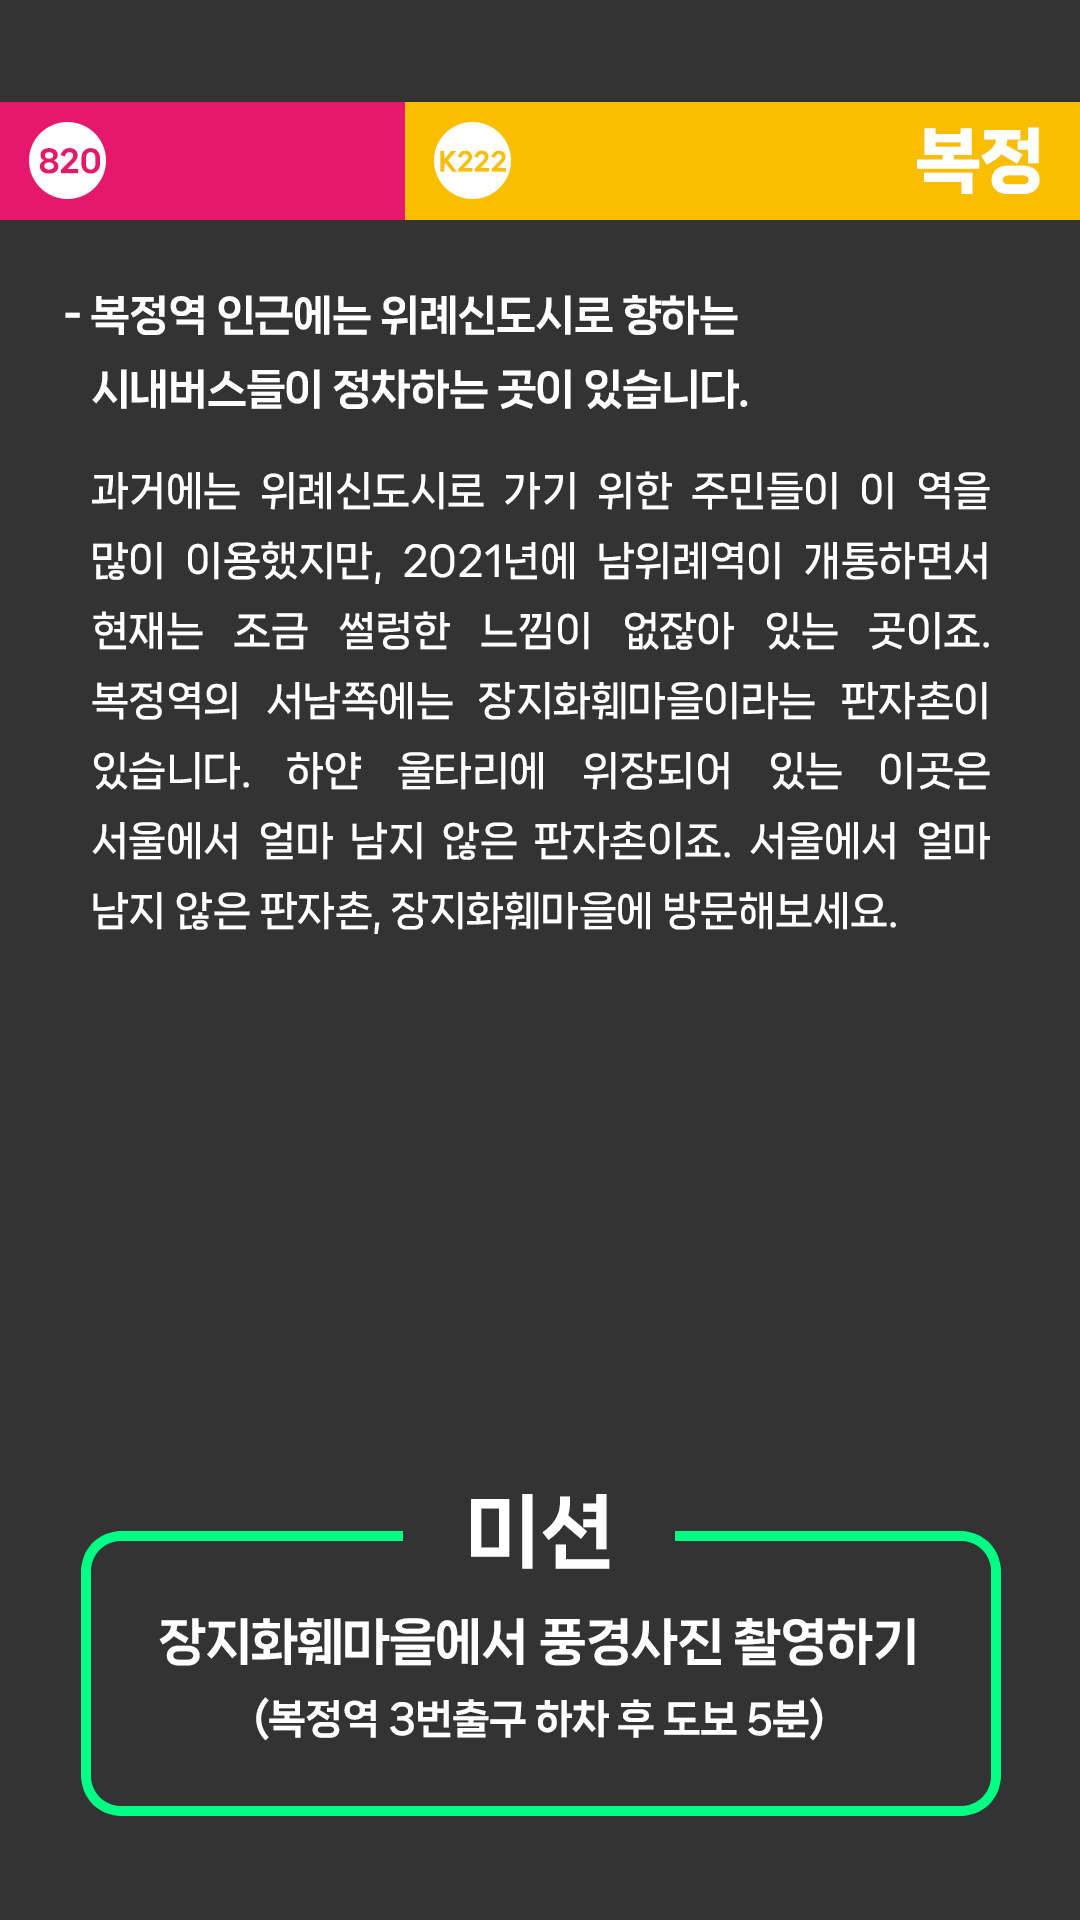 820
K222
복정
- 복정역 인근에는 위례신도시로 향하는
시내버스들이 정차하는 곳이 있습니다.
과거에는 위례신도시로 가기 위한 주민들이 이 역을
많이 이용했지만, 2021년에 남위례역이 개통하면서
현재는 조금 썰렁한 느낌이 없잖아 있는 곳이죠.
복정역의 서남쪽에는 장지화훼마을이라는 판자촌이
있습니다. 하얀 울타리에 위장되어 있는 이곳은
서울에서 얼마 남지 않은 판자촌이죠. 서울에서 얼마
남지 않은 판자촌, 장지화훼마을에 방문해보세요.
미션
장지화훼마을에서 풍경사진 촬영하기
(복정역 3번출구 하차 후 도보 5분)